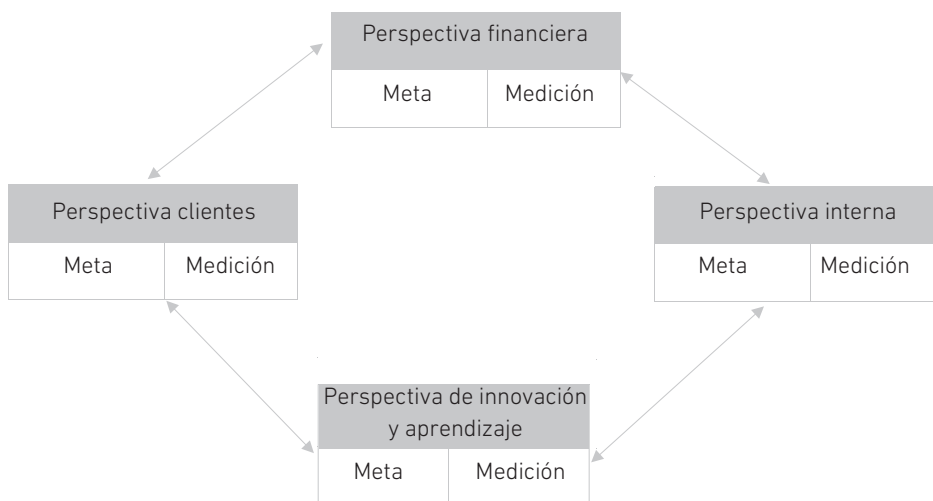 Perspectiva financiera
Meta Medición
Perspectiva clientes
Meta Medición
Perspectiva interna
Meta Medición
Perspectiva de innovación
y aprendizaje
Meta Medición